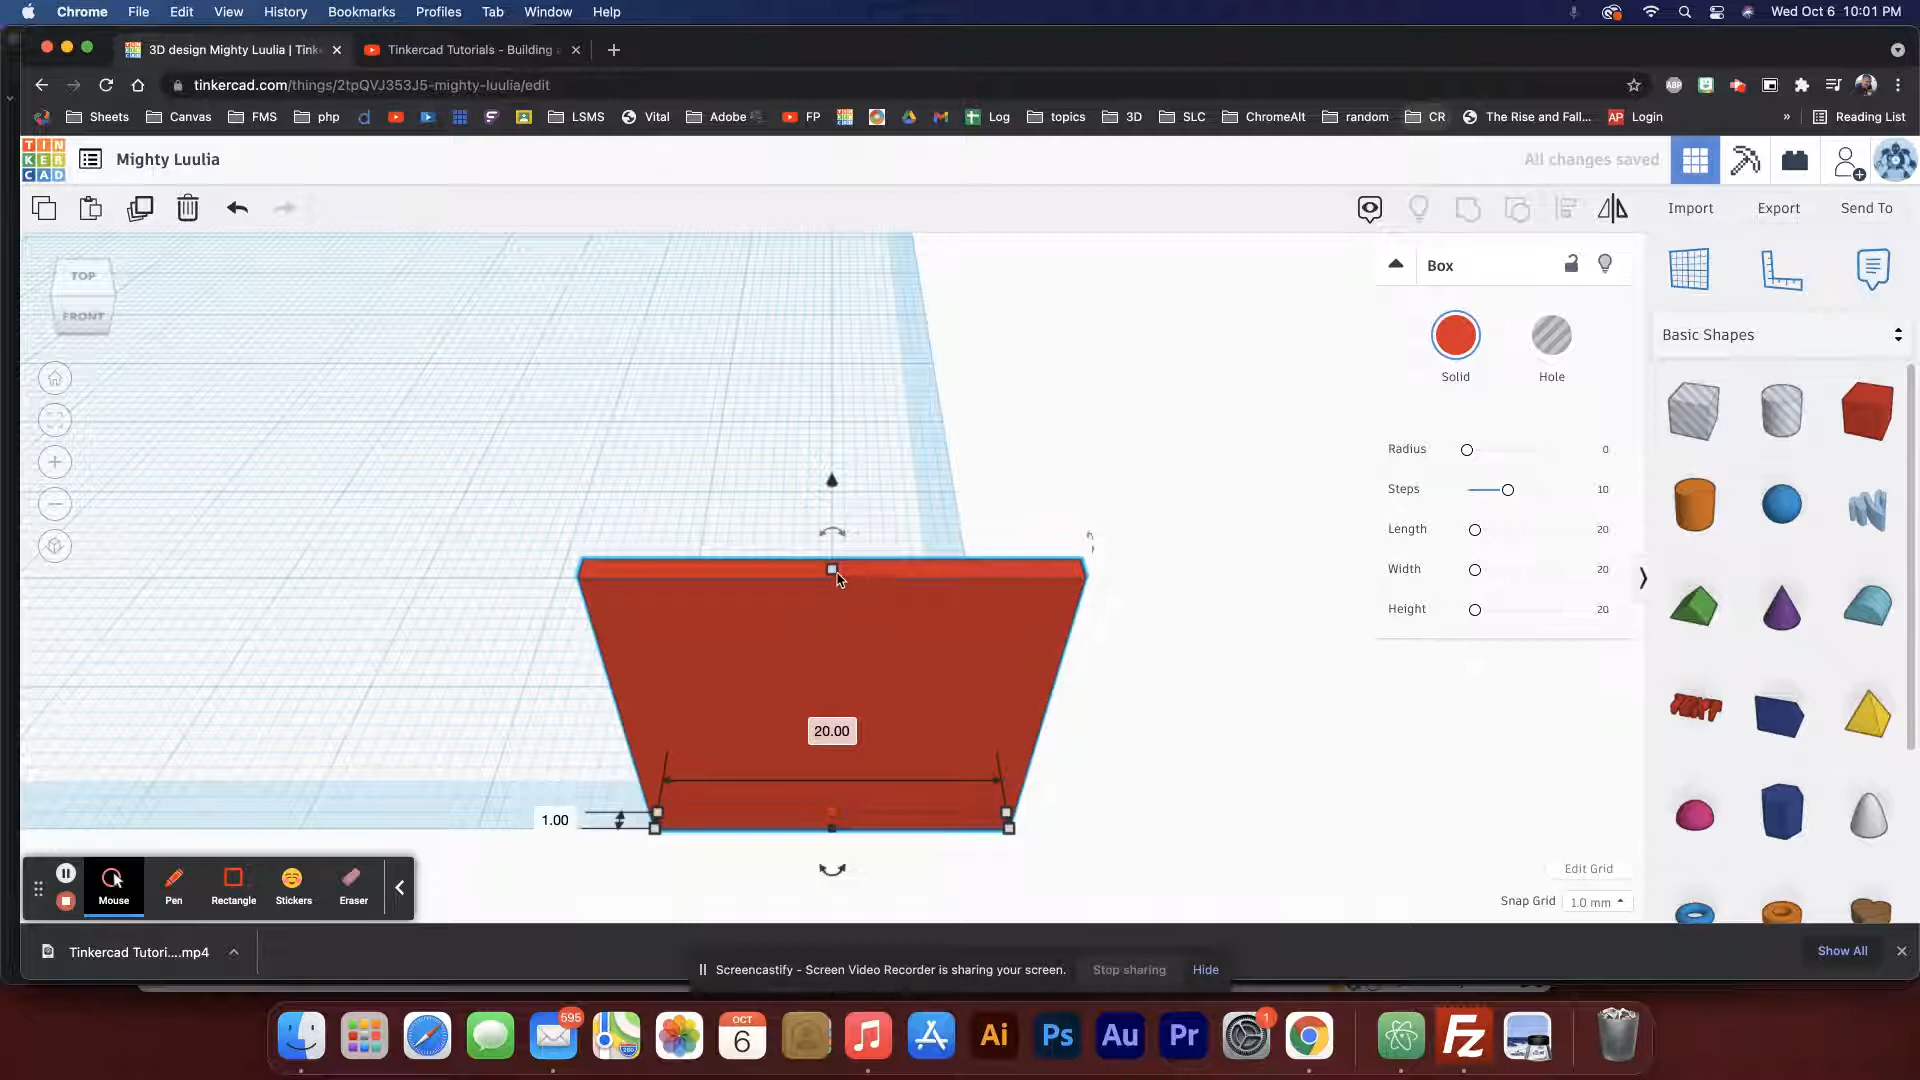 Chrome File Edit View History Bookmarks Profiles Tab Window Help Wed Oct 6 10:01 PM
3D design Mighty Luulia | Tink Tinkercad Tutorials - Building
tinkercad.com/things/2tpQVJ353J5-mighty-luulia/edit
Sheets Canvas FMS php LSMS Vital Adobe FP Log topics 3D SLC ChromeAlt random CR The Rise and Fall... AP Login » Reading List
TIN
KER
CAD
Mighty Luulia
All changes saved
Import Export Send To
TOP
FRONT
Box
Solid
Hole
Radius 0
Steps 10
Length 20
Width 20
Height 20
Basic Shapes
TEXT
20.00
1.00
Edit Grid
Snap Grid 1.0 mm
Mouse Pen Rectangle Stickers Eraser
Tinkercad Tutori....mp4
Show All
Screencastify - Screen Video Recorder is sharing your screen. Stop sharing Hide
595
OCT
6
280
Ai Ps Au Pr
1
Fz